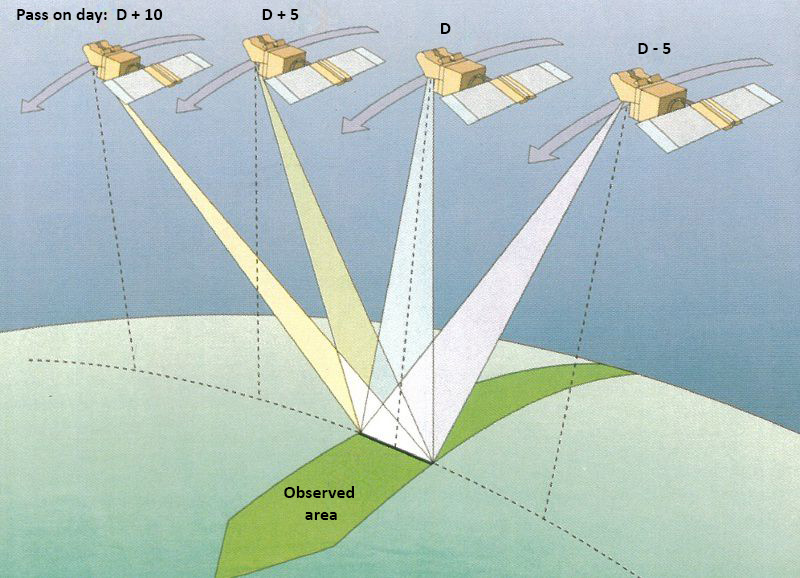 Pass on day: D + 10
D + 5
D
D - 5
Observed
area